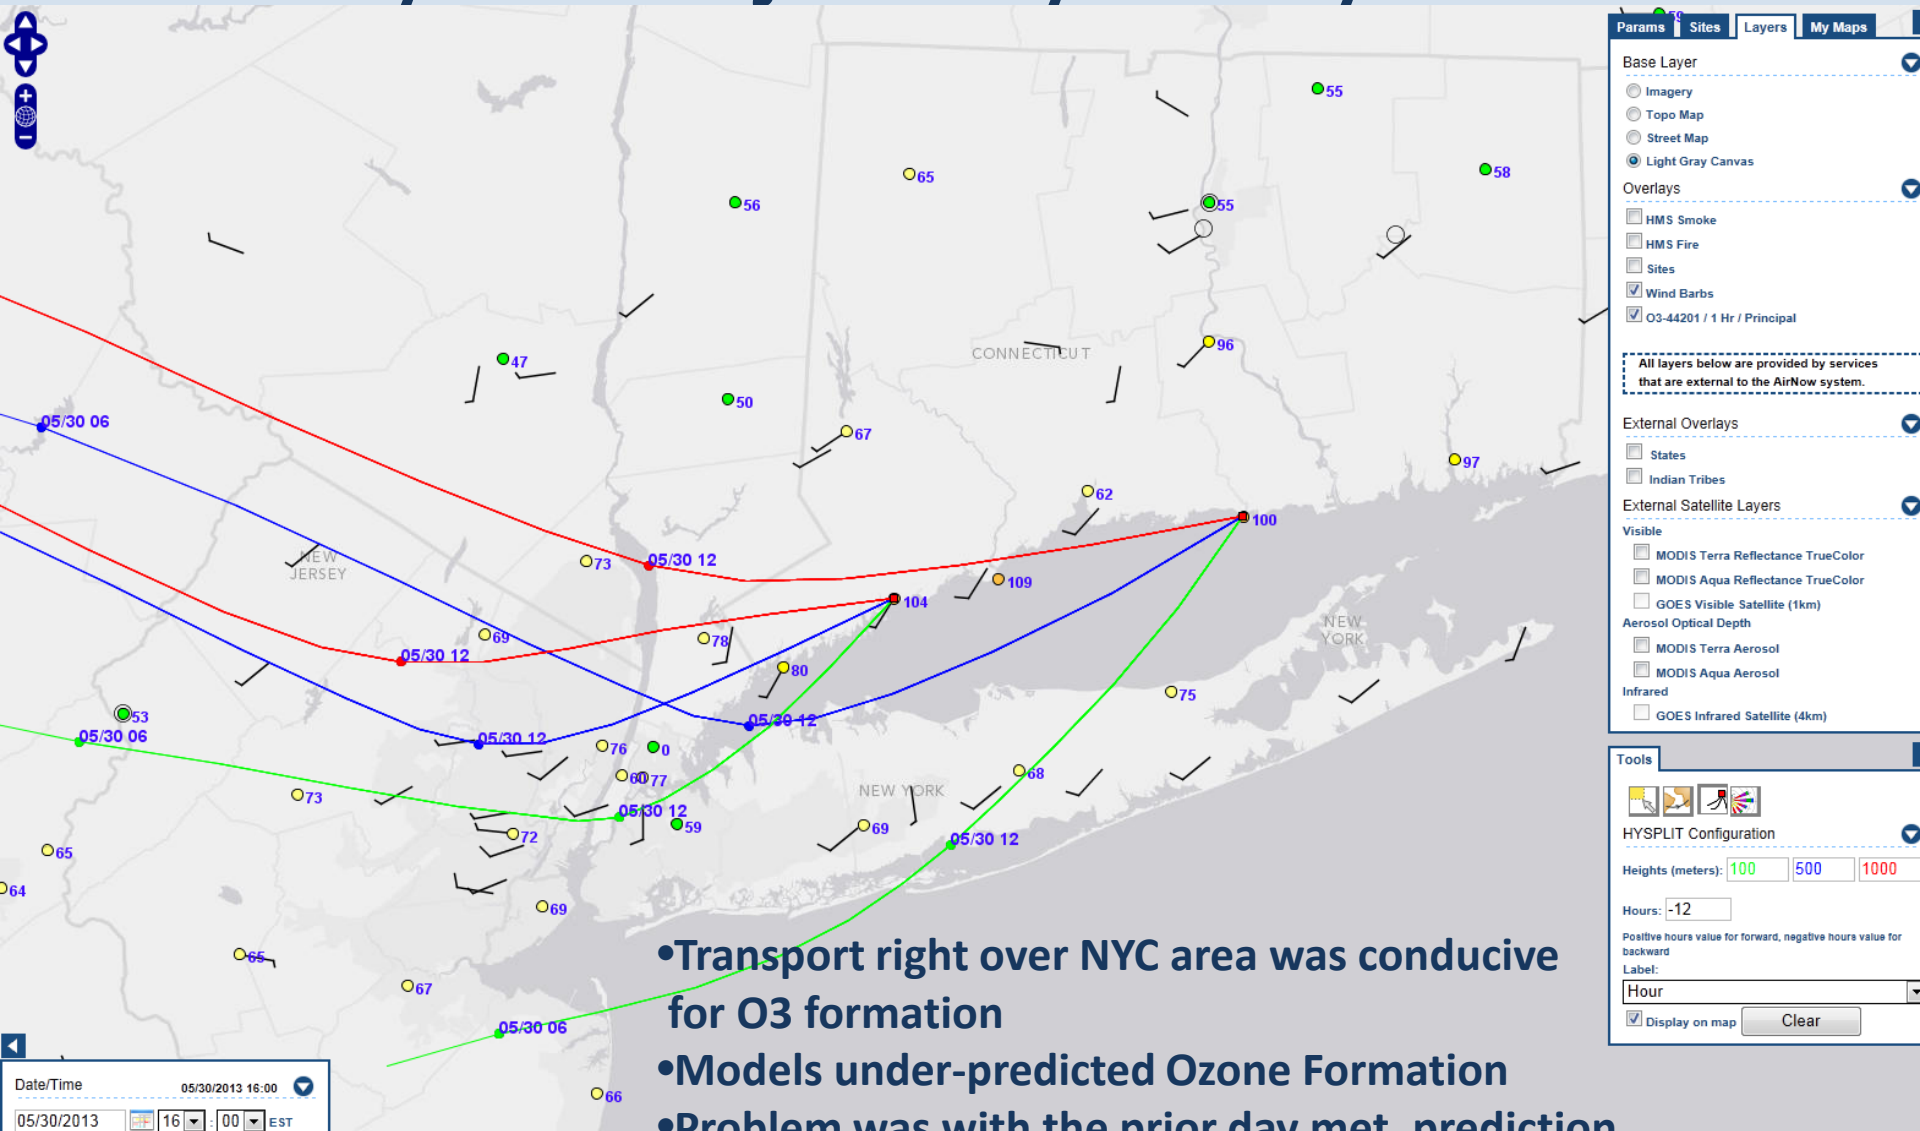 55
65
58
56
55
96
CONNECTICUT
47
50
05/30 06
67
97
62
100
NEW
JERSEY
73
05/30 12
109
104
NEW
YORK
69
78
05/30 12
80
75
53
05/30 12
05/30 06
05/30 12
76
0
60
77
68
73
NEW YORK
05/30 12
59
69
72
05/30 12
65
64
69
65
67
05/30 06
66
•Transport right over NYC area was conducive
for O3 formation
•Models under-predicted Ozone Formation
•Problem was with the prior day met. prediction
Date/Time
05/30/2013 16:00
05/30/2013
16
:
00
EST
Params
Sites
Layers
My Maps
Base Layer
Imagery
Topo Map
Street Map
Light Gray Canvas
Overlays
HMS Smoke
HMS Fire
Sites
Wind Barbs
O3-44201 / 1 Hr / Principal
All layers below are provided by services
that are external to the AirNow system.
External Overlays
States
Indian Tribes
External Satellite Layers
Visible
MODIS Terra Reflectance TrueColor
MODIS Aqua Reflectance TrueColor
GOES Visible Satellite (1km)
Aerosol Optical Depth
MODIS Terra Aerosol
MODIS Aqua Aerosol
Infrared
GOES Infrared Satellite (4km)
Tools
HYSPLIT Configuration
Heights (meters):
100
500
1000
Hours: -12
Positive hours value for forward, negative hours value for
backward
Label:
Hour
Display on map
Clear